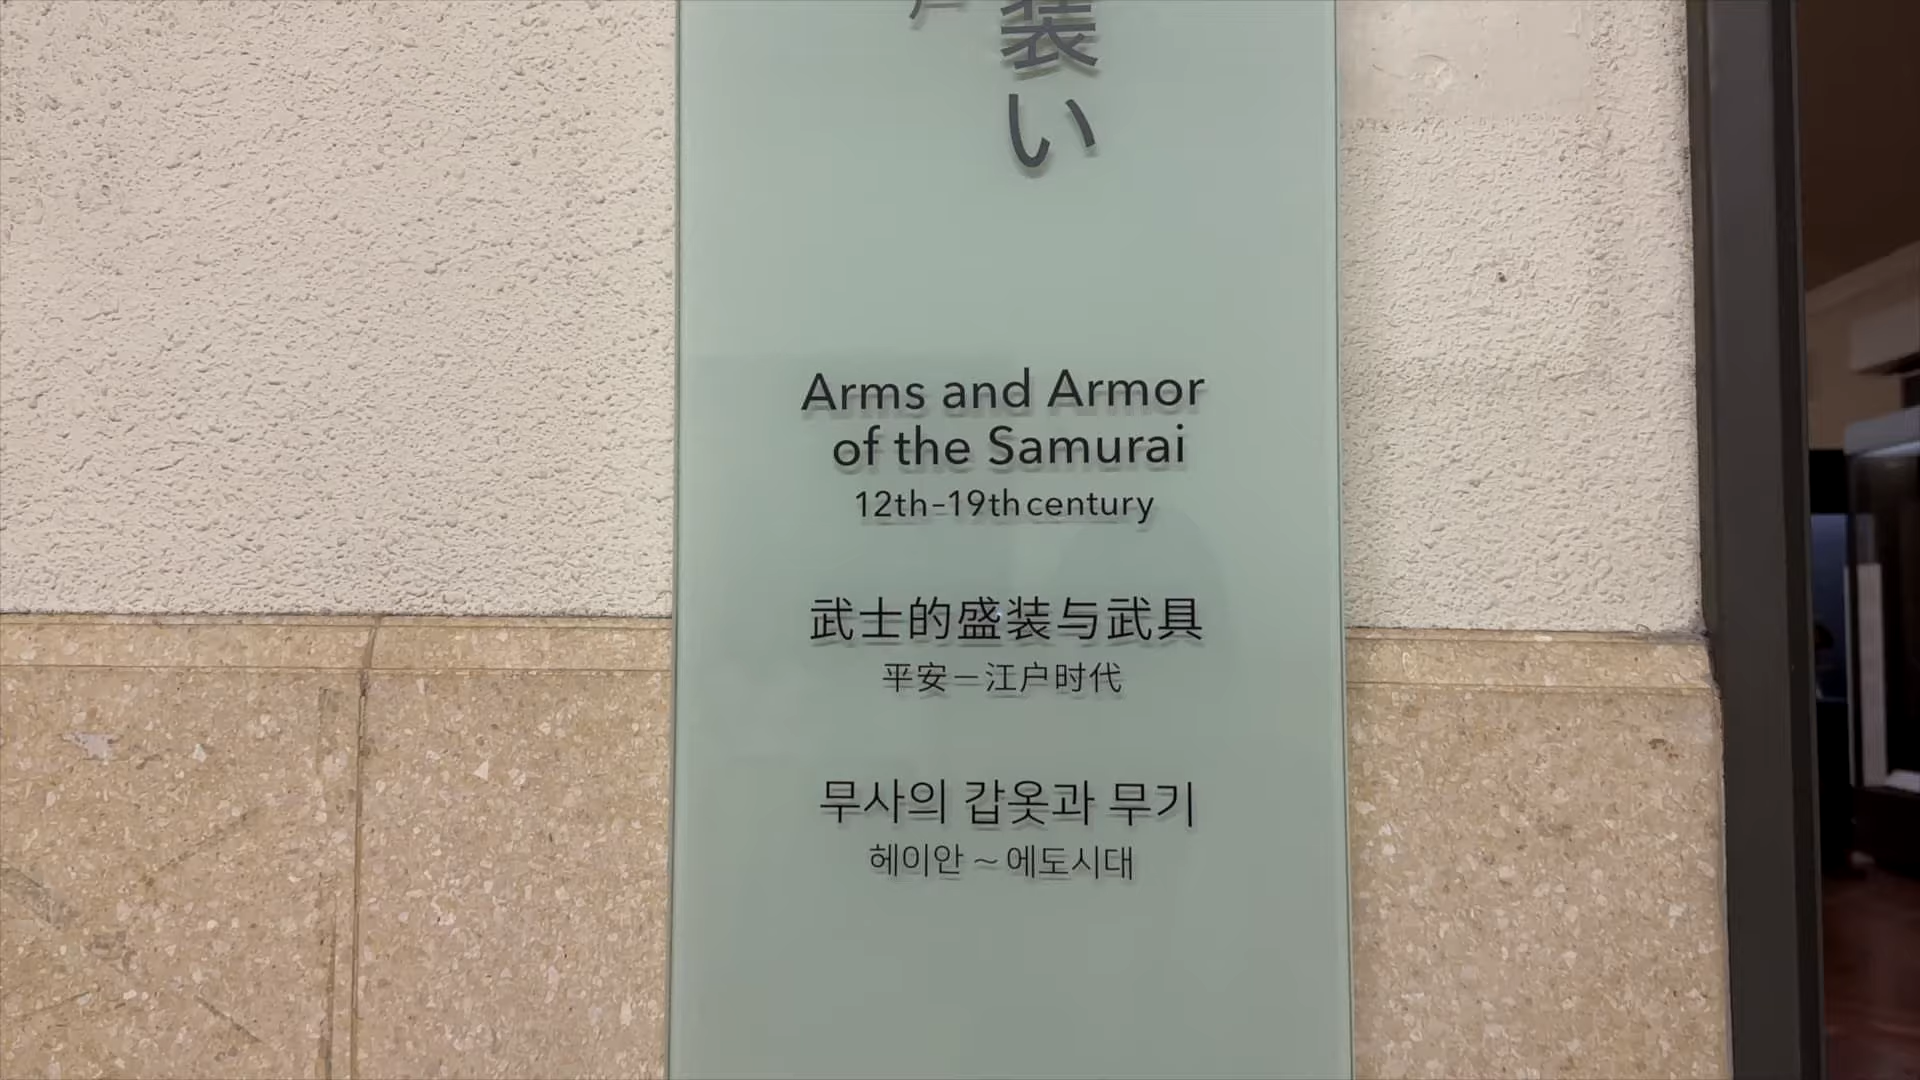 装い
Arms and Armor
of the Samurai
12th–19th century
武士的盛装与武具
平安－江户时代
무사의 갑옷과 무기
헤이안～에도시대